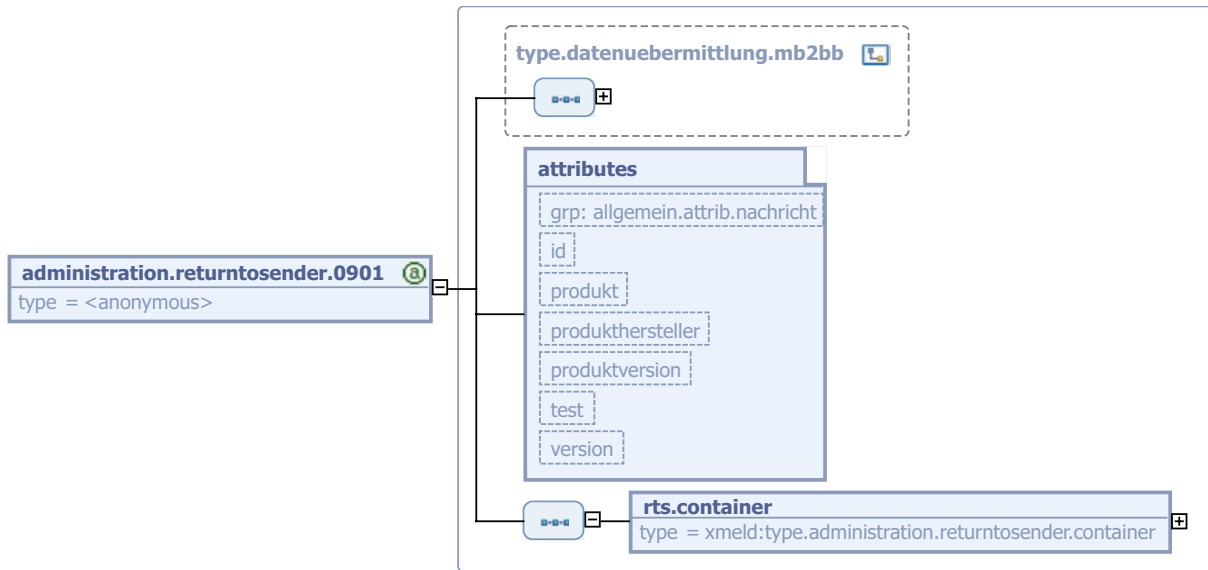 type.datenuebermittlung.mb2bb
attributes
grp: allgemein.attrib.nachricht
id
produkt
produkthersteller
produktversion
test
version
administration.returntosender.0901
type = <anonymous>
rts.container
type = xmeld:type.administration.returntosender.container